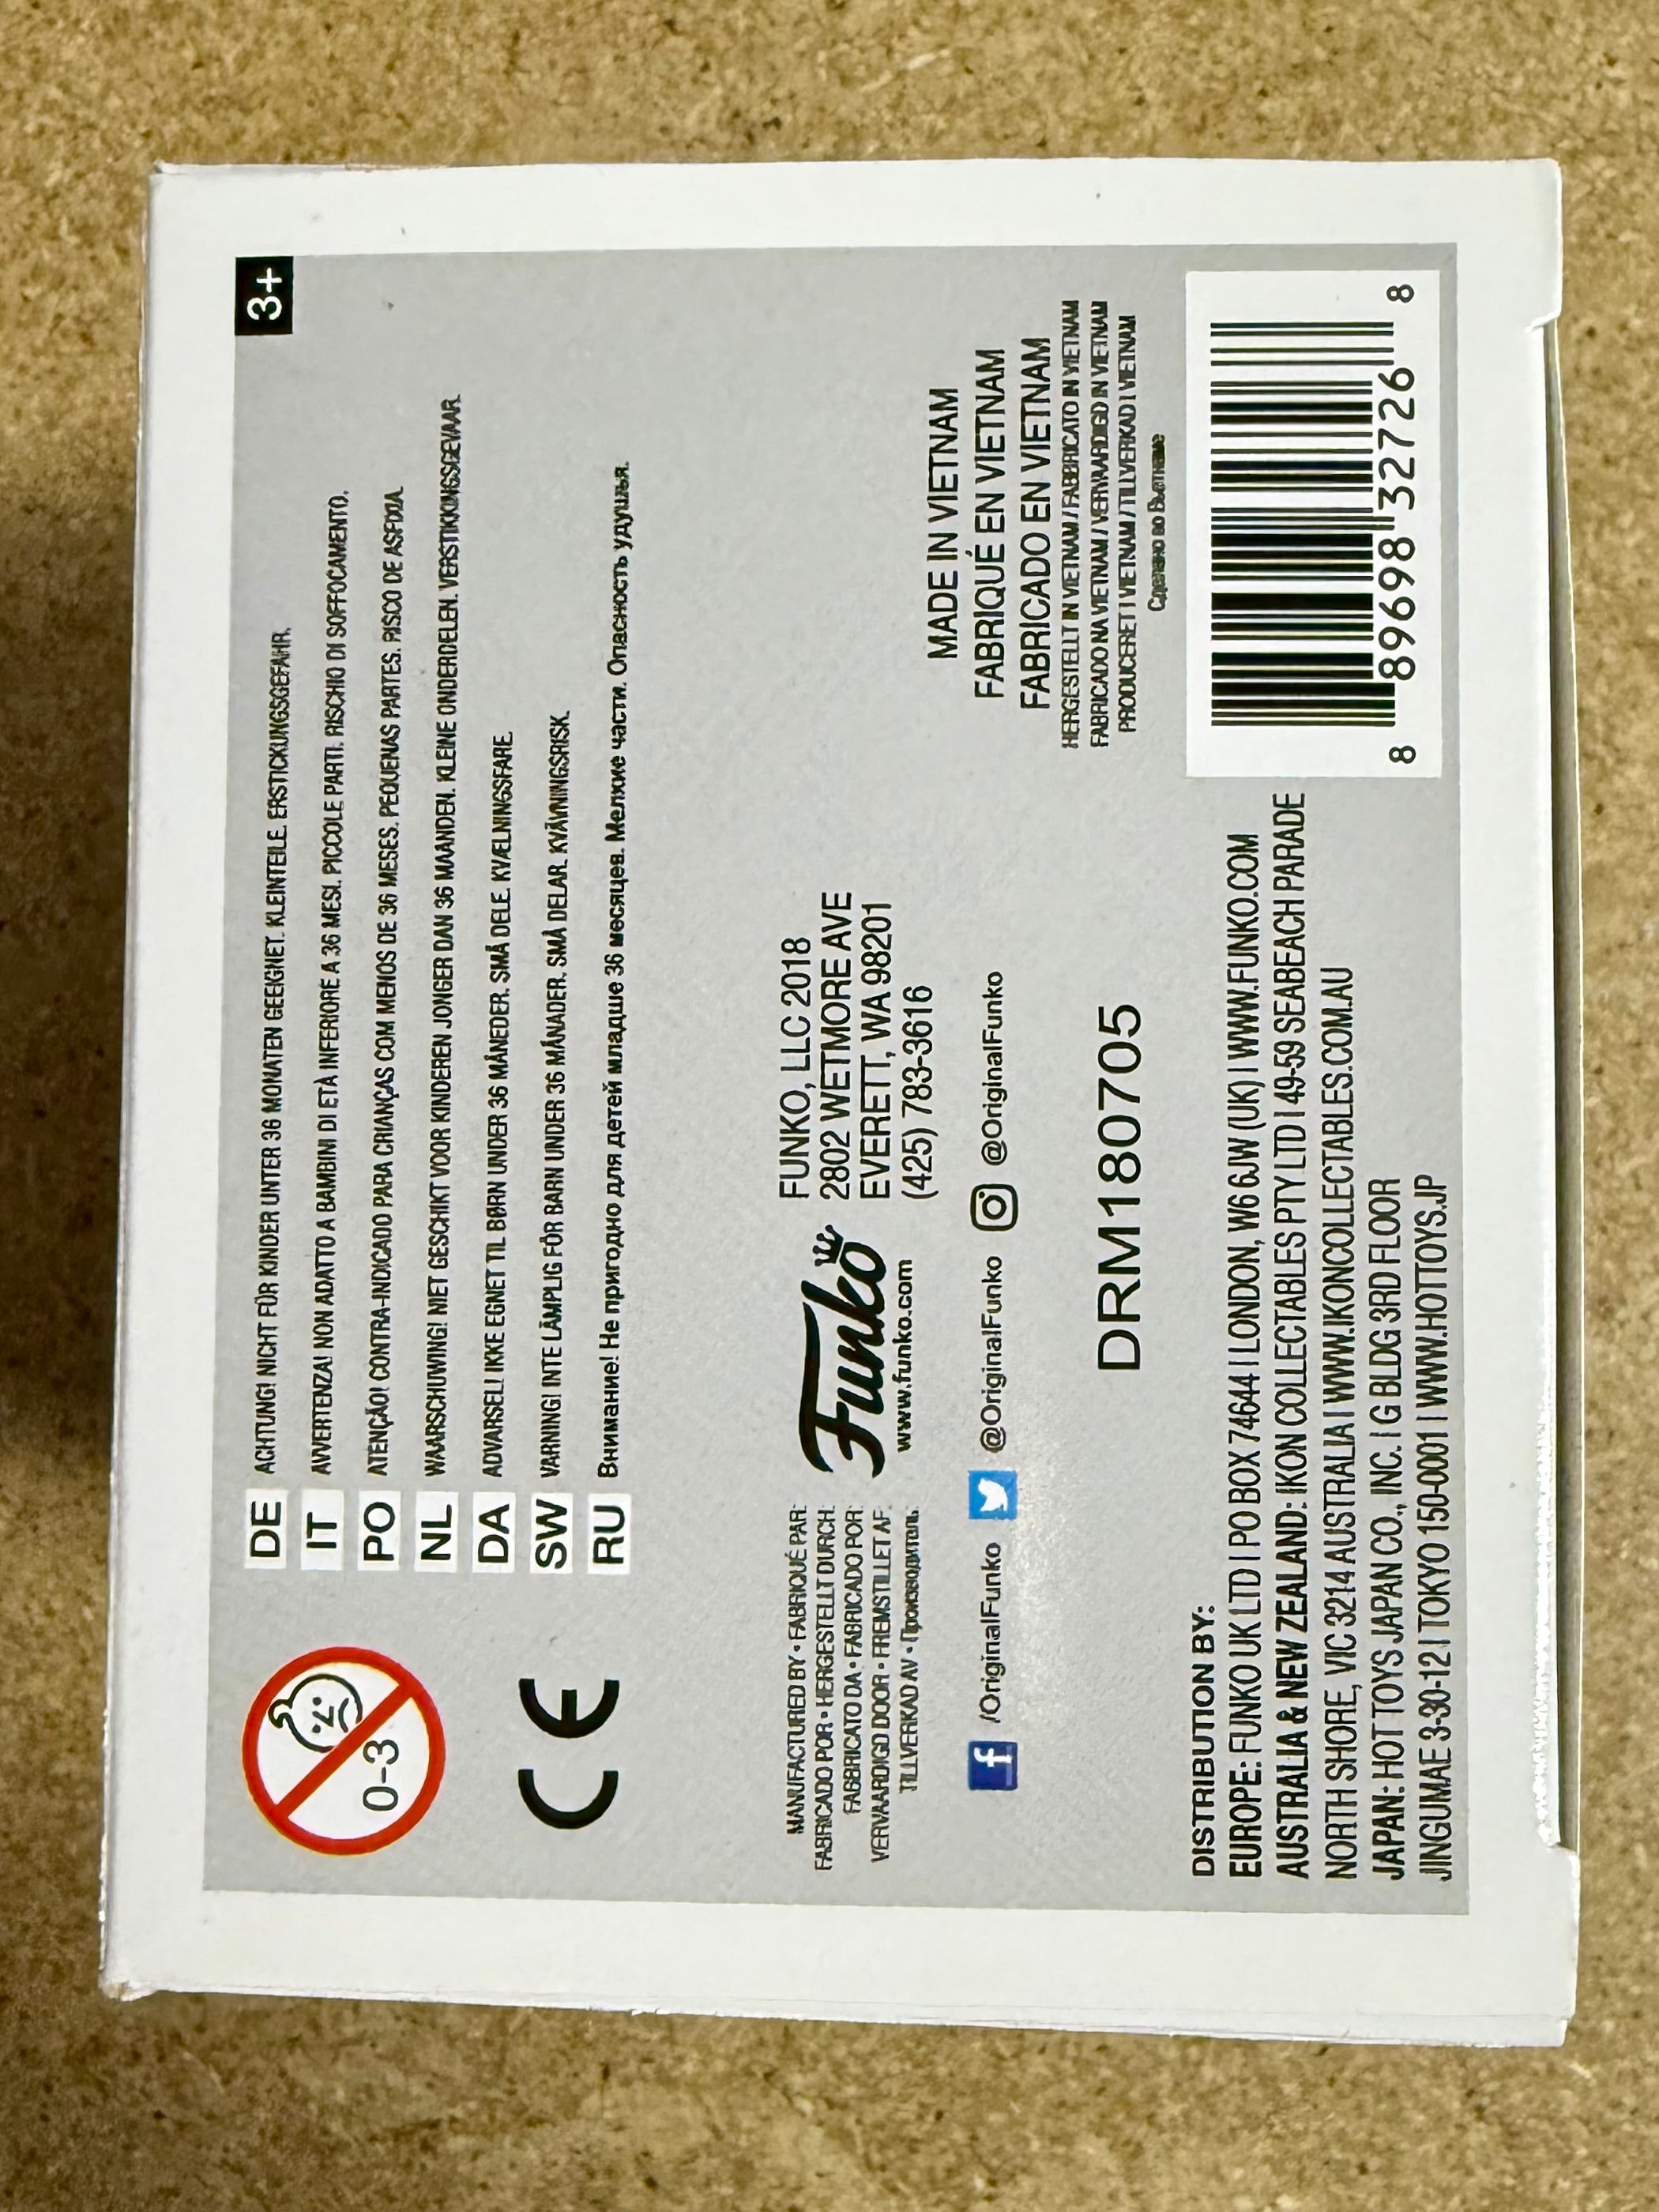 3+
0-3
DE ACHTUNG! NICHT FÜR KINDER UNTER 36 MONATEN GEEIGNET. KLEINTEILE. ERSTICKUNGSGEFAHR.
IT AVVERTENZA! NON ADATTO A BAMBINI DI ETÀ INFERIORE A 36 MESI. PICCOLE PARTI. RISCHIO DI SOFFOCAMENTO.
PO ATENÇÃO! CONTRA-INDICADO PARA CRIANÇAS COM MENOS DE 36 MESES. PEQUENAS PARTES. RISCO DE ASFIXIA.
NL WAARSCHUWING! NIET GESCHIKT VOOR KINDEREN JONGER DAN 36 MAANDEN. KLEINE ONDERDELEN. VERSTIKKINGSGEVAAR.
DA ADVARSEL! IKKE EGNET TIL BØRN UNDER 36 MÅNEDER. SMÅ DELE. KVÆLNINGSFARE.
SW VARNING! INTE LÄMPLIG FÖR BARN UNDER 36 MÅNADER. SMÅ DELAR. KVÄVNINGSRISK.
RU Внимание! Не пригодно для детей младше 36 месяцев. Мелкие части. Опасность удушья.
CE
MANUFACTURED BY • FABRIQUÉ PAR:
FABRICADO POR • HERGESTELLT DURCH:
FABBRICATO DA • FABRICADO POR:
VERVAARDIGD DOOR • FREMSTILLET AF:
TILLVERKAD AV • Производитель:
Funko
www.funko.com
FUNKO, LLC 2018
2802 WETMORE AVE
EVERETT, WA 98201
(425) 783-3616
/OriginalFunko @OriginalFunko @OriginalFunko
DRM180705
MADE IN VIETNAM
FABRIQUÉ EN VIETNAM
FABRICADO EN VIETNAM
HERGESTELLT IN VIETNAM / FABBRICATO IN VIETNAM
FABRICADO NA VIETNAM / VERVAARDIGD IN VIETNAM
PRODUCERET I VIETNAM / TILLVERKAD I VIETNAM
Сделано во Вьетнаме
DISTRIBUTION BY:
EUROPE: FUNKO UK LTD | PO BOX 74644 | LONDON, W6 6JW (UK) | WWW.FUNKO.COM
AUSTRALIA & NEW ZEALAND: IKON COLLECTABLES PTY LTD | 49-59 SEABEACH PARADE
NORTH SHORE, VIC 3214 AUSTRALIA | WWW.IKONCOLLECTABLES.COM.AU
JAPAN: HOT TOYS JAPAN CO., INC. | G BLDG 3RD FLOOR
JINGUMAE 3-30-12 | TOKYO 150-0001 | WWW.HOTTOYS.JP
8 89698 32726 8